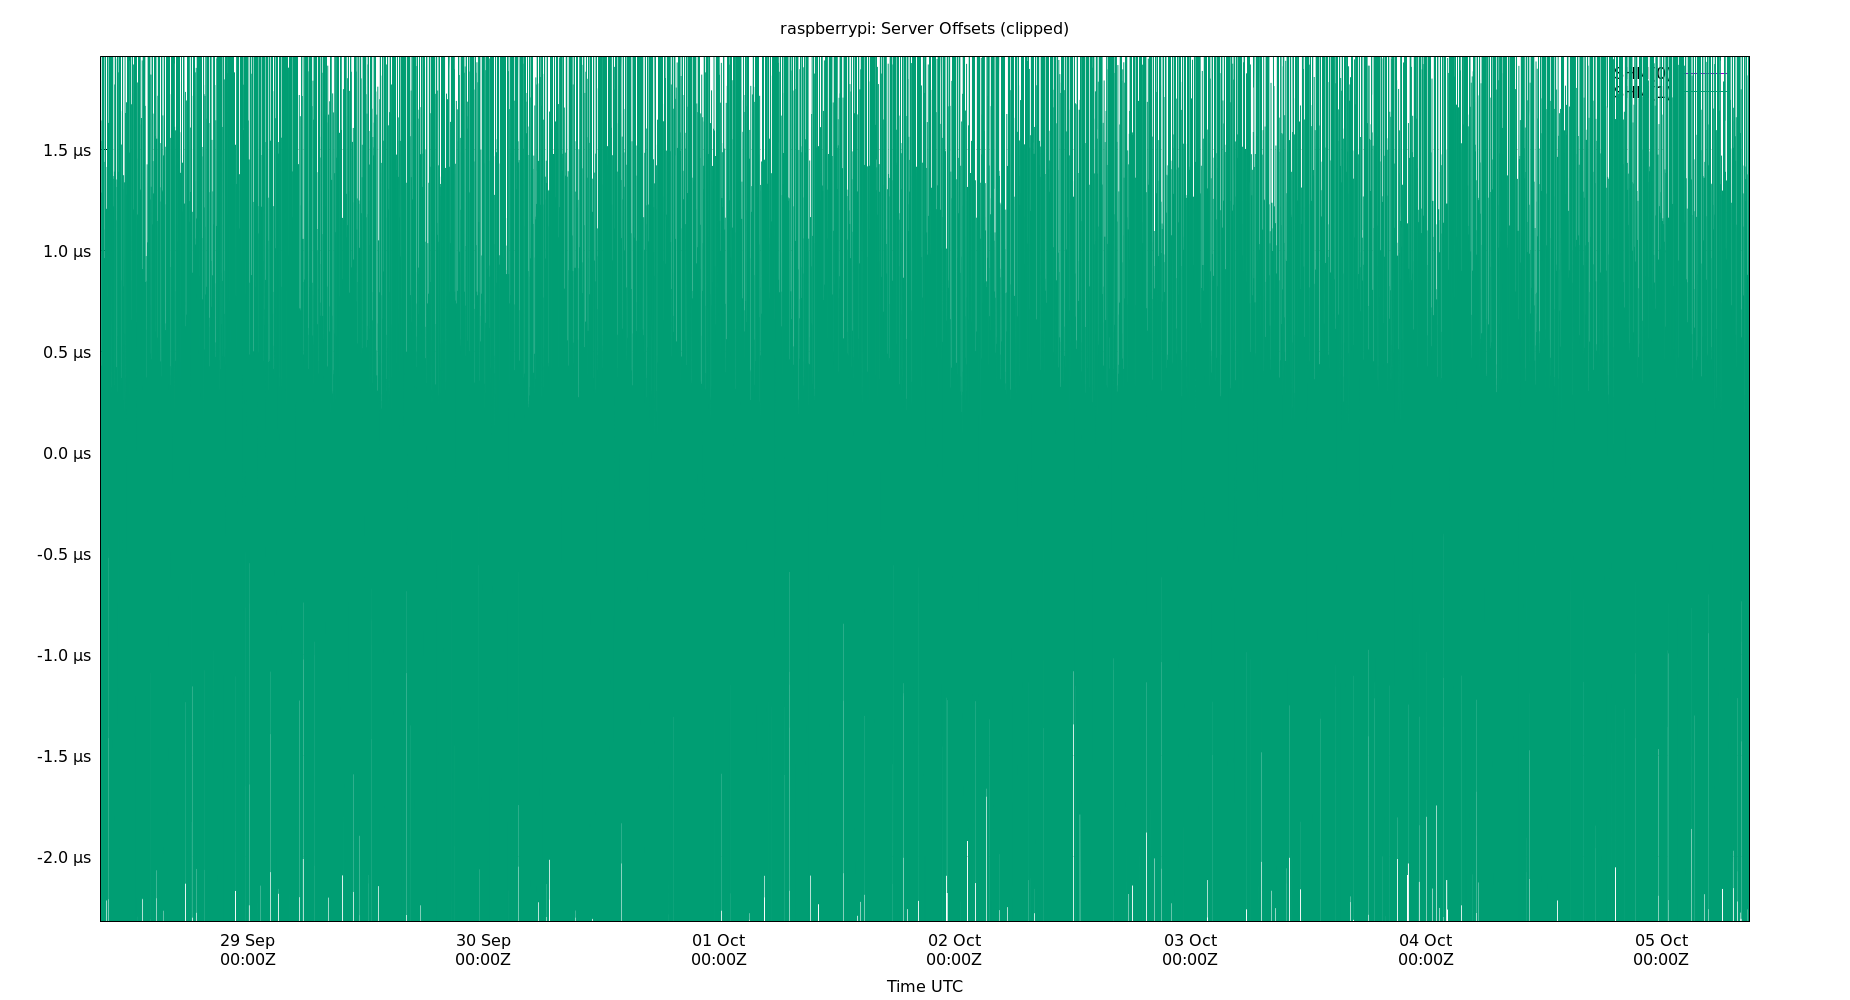 raspberrypi: Server Offsets (clipped)
1.5 µs
1.0 µs
0.5 µs
0.0 µs
-0.5 µs
-1.0 µs
-1.5 µs
-2.0 µs
29 Sep 30 Sep 01 Oct 02 Oct 03 Oct 04 Oct 05 Oct
00:00Z 00:00Z 00:00Z 00:00Z 00:00Z 00:00Z 00:00Z
Time UTC